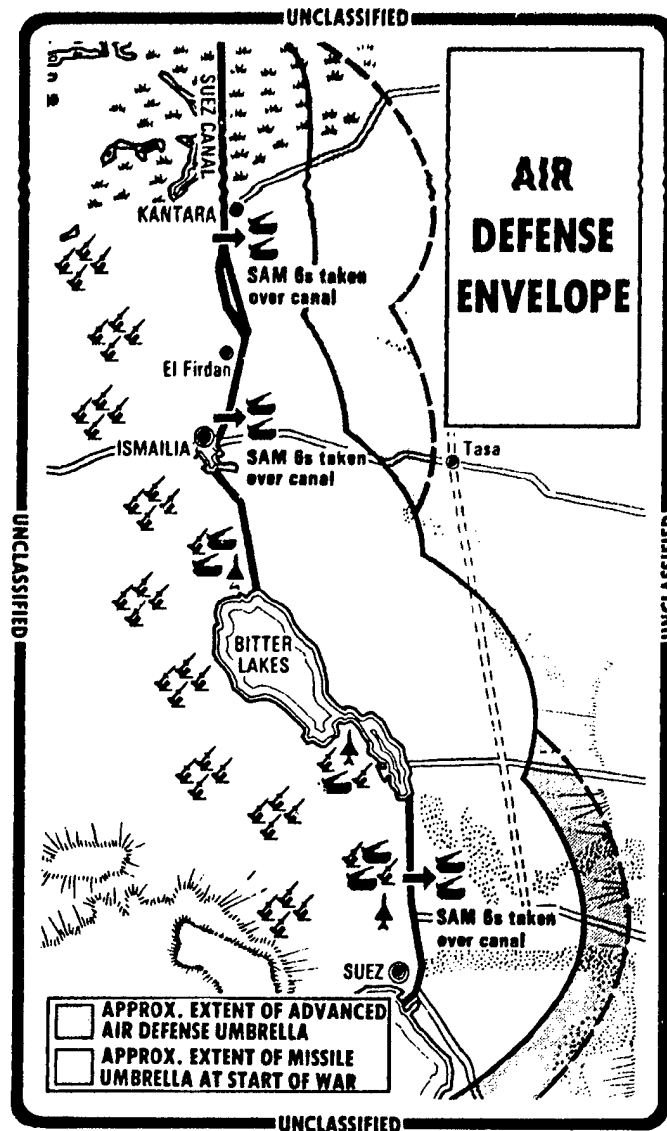 UNCLASSIFIED
AIR
DEFENSE
ENVELOPE
SUEZ CANAL
KANTARA
SAM 6s taken
over canal
El Firdan
ISMAILIA
SAM 6s taken
over canal
Tasa
UNCLASSIFIED
UNCLASSIFIED
BITTER
LAKES
SAM 6s taken
over canal
SUEZ
APPROX. EXTENT OF ADVANCED
AIR DEFENSE UMBRELLA
APPROX. EXTENT OF MISSILE
UMBRELLA AT START OF WAR
UNCLASSIFIED